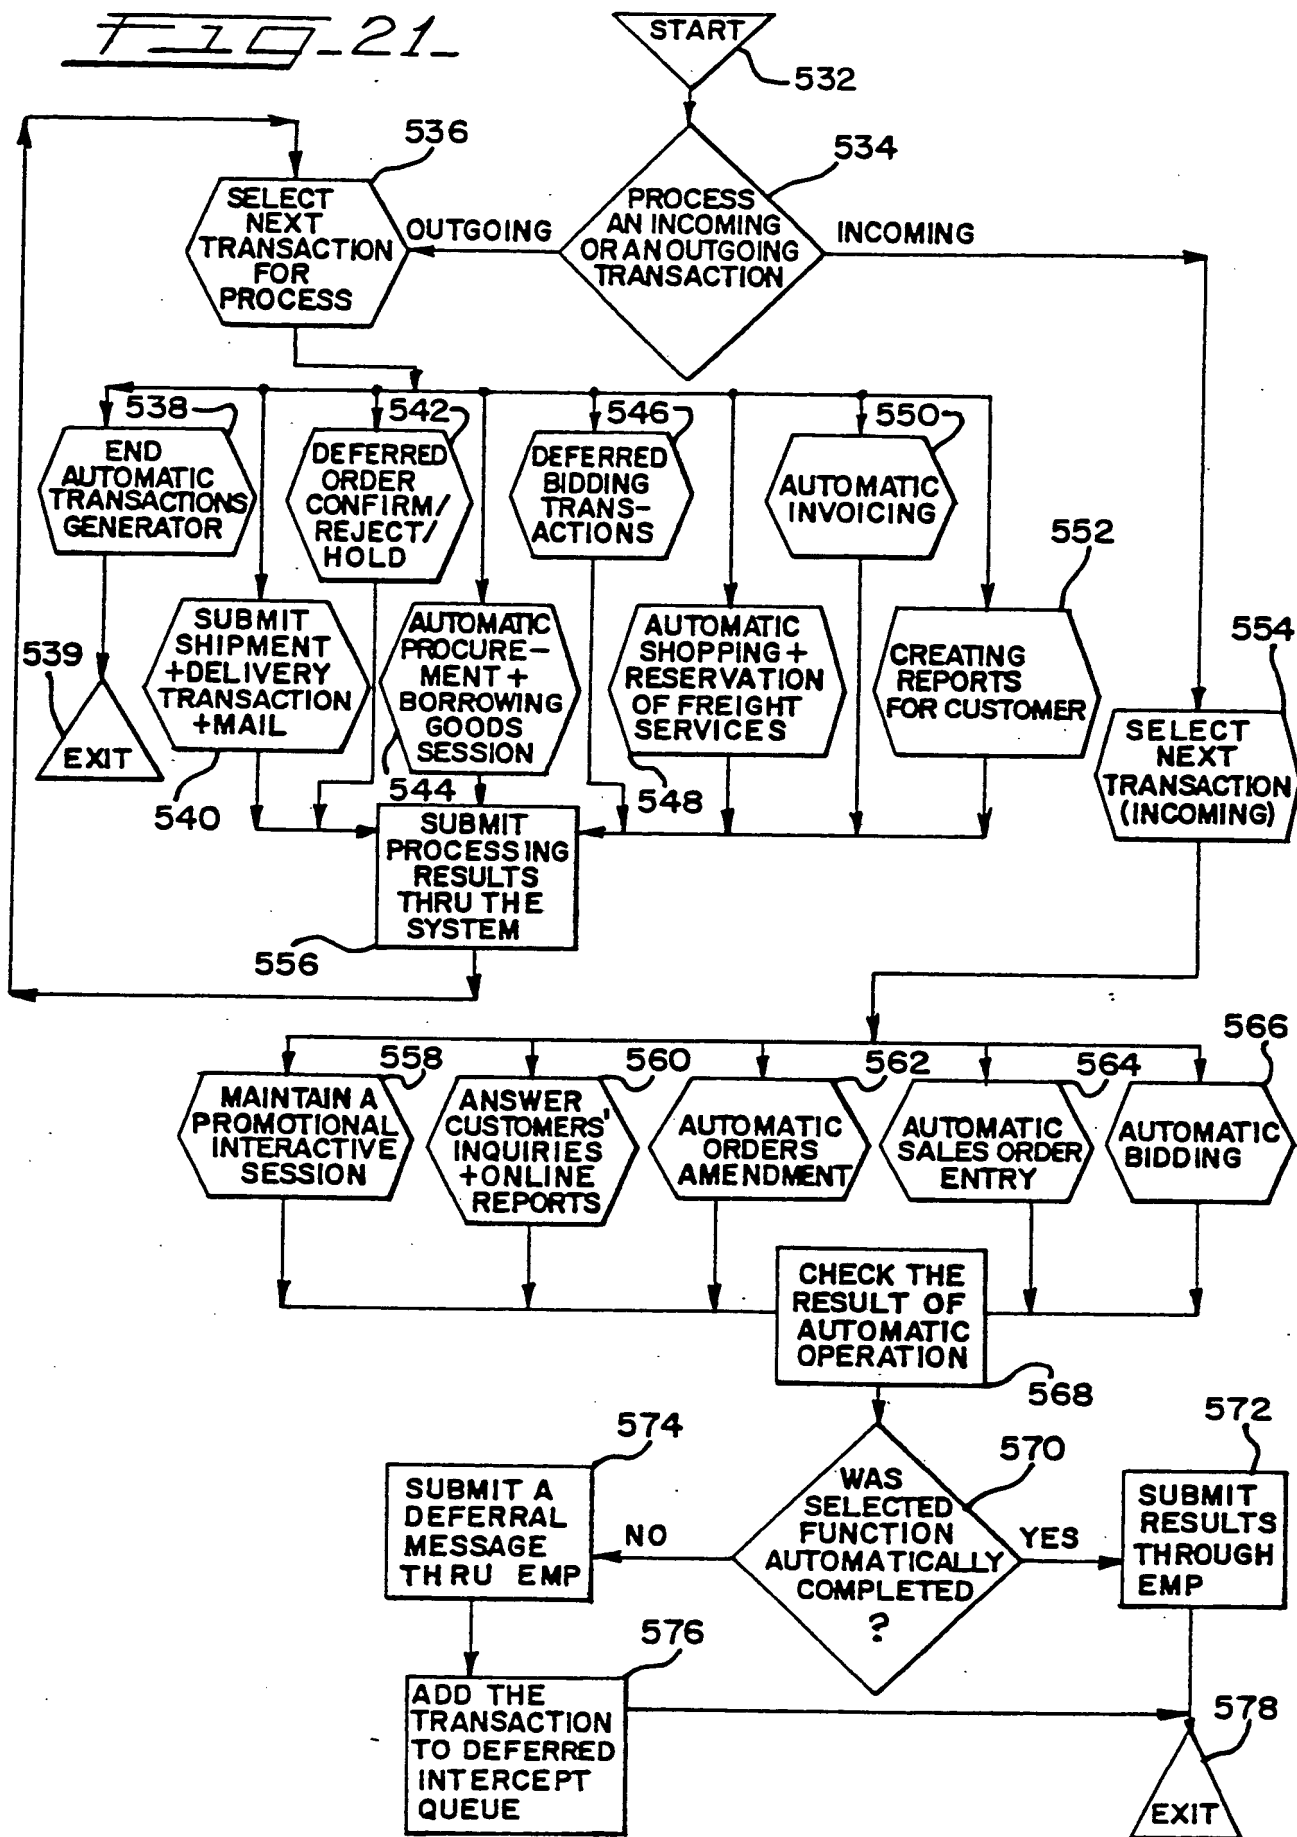 FIG_21_
START
532
534
PROCESS
AN INCOMING
OR AN OUTGOING
TRANSACTION
OUTGOING
INCOMING
536
SELECT
NEXT
TRANSACTION
FOR
PROCESS
538
END
AUTOMATIC
TRANSACTIONS
GENERATOR
539
EXIT
SUBMIT
SHIPMENT
+DELIVERY
TRANSACTION
+MAIL
540
542
DEFERRED
ORDER
CONFIRM/
REJECT/
HOLD
AUTOMATIC
PROCURE-
MENT +
BORROWING
GOODS
SESSION
544
546
DEFERRED
BIDDING
TRANS-
ACTIONS
AUTOMATIC
SHOPPING +
RESERVATION
OF FREIGHT
SERVICES
548
550
AUTOMATIC
INVOICING
552
CREATING
REPORTS
FOR CUSTOMER
554
SELECT
NEXT
TRANSACTION
(INCOMING)
SUBMIT
PROCESSING
RESULTS
THRU THE
SYSTEM
556
558
MAINTAIN A
PROMOTIONAL
INTERACTIVE
SESSION
560
ANSWER
CUSTOMERS'
INQUIRIES
+ONLINE
REPORTS
562
AUTOMATIC
ORDERS
AMENDMENT
564
AUTOMATIC
SALES ORDER
ENTRY
566
AUTOMATIC
BIDDING
CHECK THE
RESULT OF
AUTOMATIC
OPERATION
568
570
WAS
SELECTED
FUNCTION
AUTOMATICALLY
COMPLETED
?
NO
YES
572
SUBMIT
RESULTS
THROUGH
EMP
574
SUBMIT A
DEFERRAL
MESSAGE
THRU EMP
576
ADD THE
TRANSACTION
TO DEFERRED
INTERCEPT
QUEUE
578
EXIT